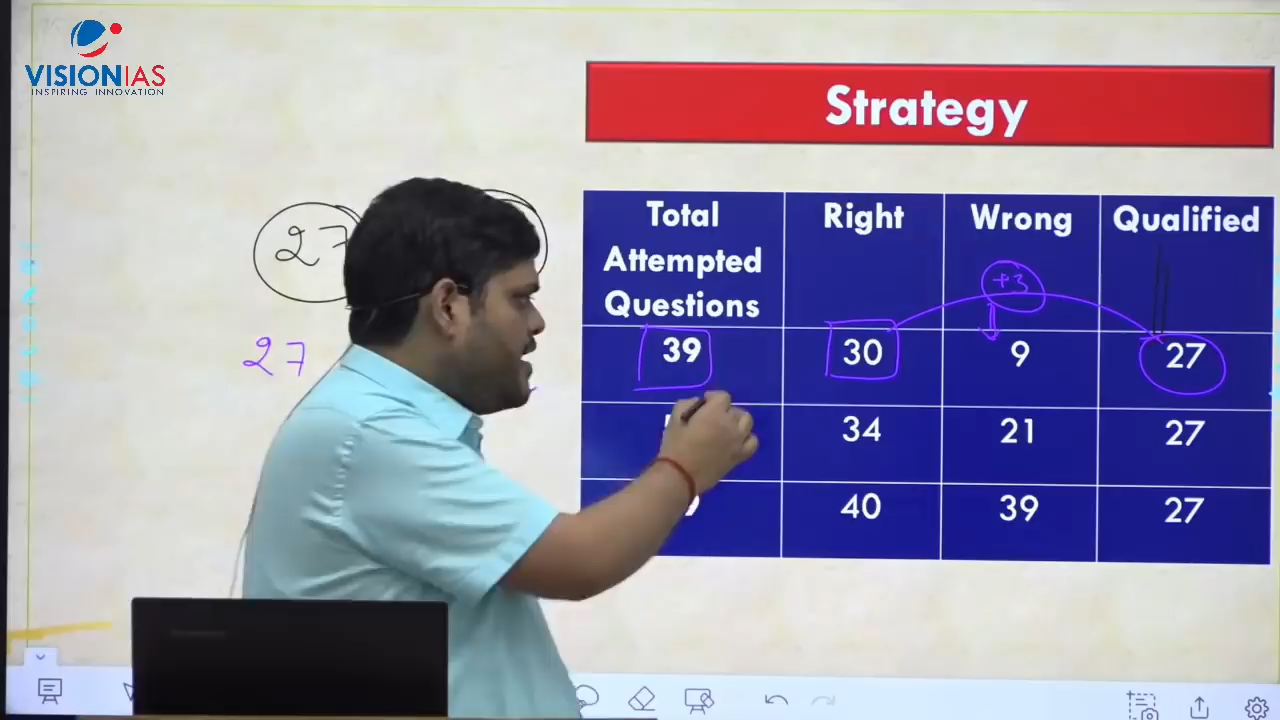 VISIONIAS
INSPIRING INNOVATION
Strategy
Total Attempted Questions Right Wrong Qualified
+3
39 30 9 27
34 21 27
40 39 27
27
27